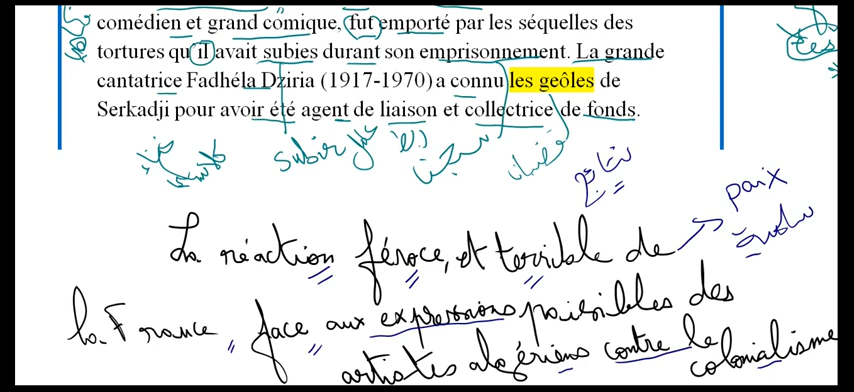 comédien et grand comique, fut emporté par les séquelles des
tortures qu'il avait subies durant son emprisonnement. La grande
cantatrice Fadhéla Dziria (1917-1970) a connu les geôles de
Serkadji pour avoir été agent de liaison et collectrice de fonds.
subir
نتائج
paix
La réaction féroce, et terrible de
la France, face aux expressions paisibles des
artistes algériens contre le colonialisme